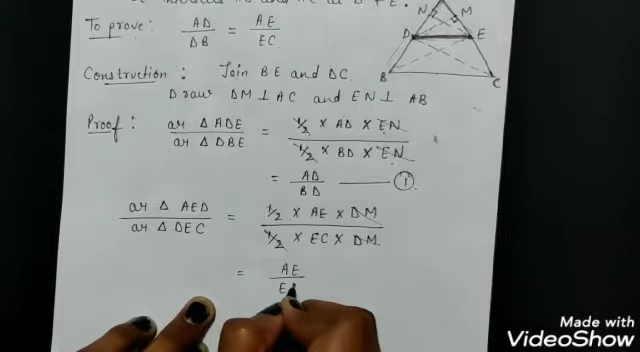 To prove : AD/DB = AE/EC.
N M
D E
B C
Construction : Join BE and DC.
Draw DM ⊥ AC and EN ⊥ AB
Proof : ar Δ ADE / ar Δ DBE = 1/2 × AD × EN / 1/2 × BD × EN
= AD/BD —— ①
ar Δ AED / ar Δ DEC = 1/2 × AE × DM / 1/2 × EC × DM
= AE/E
Made with
VideoShow